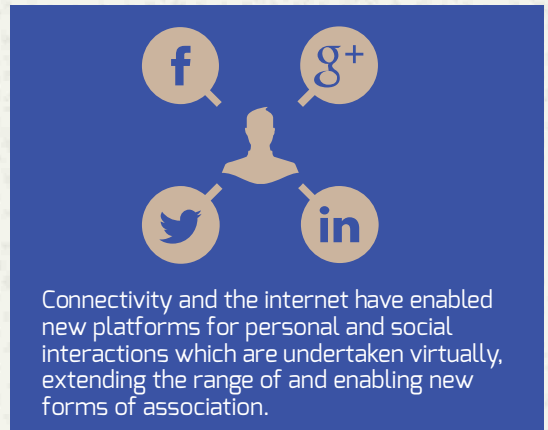 f
g+
in
Connectivity and the internet have enabled
new platforms for personal and social
interactions which are undertaken virtually,
extending the range of and enabling new
forms of association.